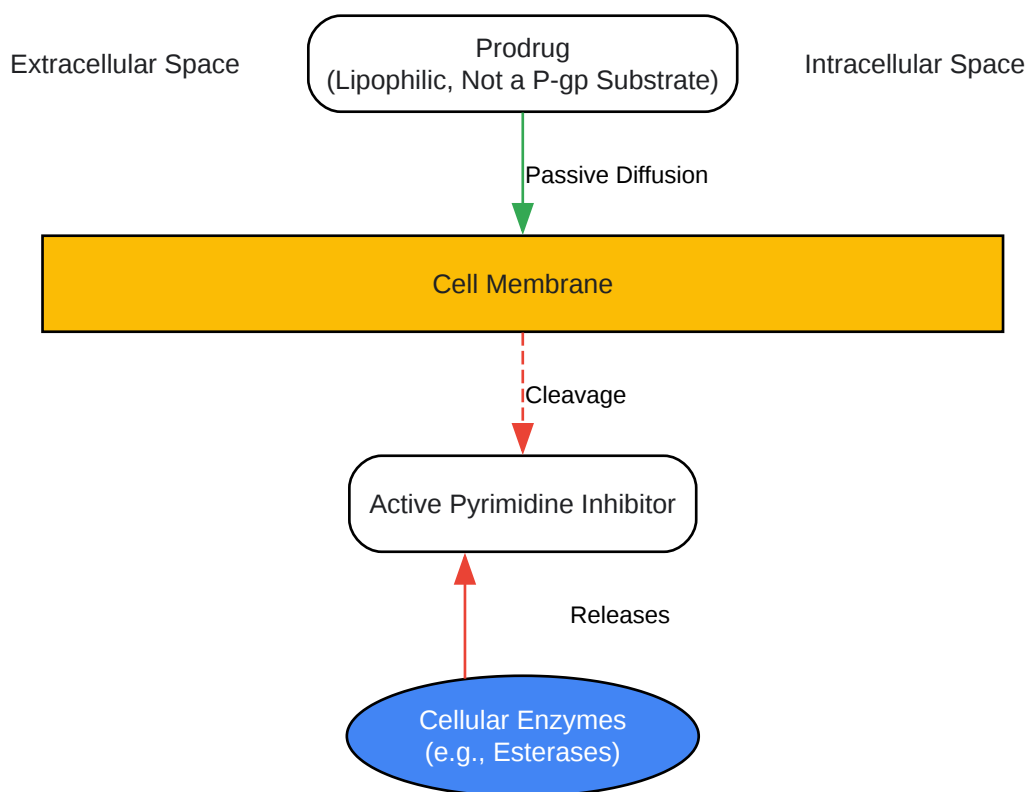 Extracellular Space
Prodrug
(Lipophilic, Not a P-gp Substrate)
Intracellular Space
Passive Diffusion
Cell Membrane
Cleavage
Active Pyrimidine Inhibitor
Releases
Cellular Enzymes
(e.g., Esterases)